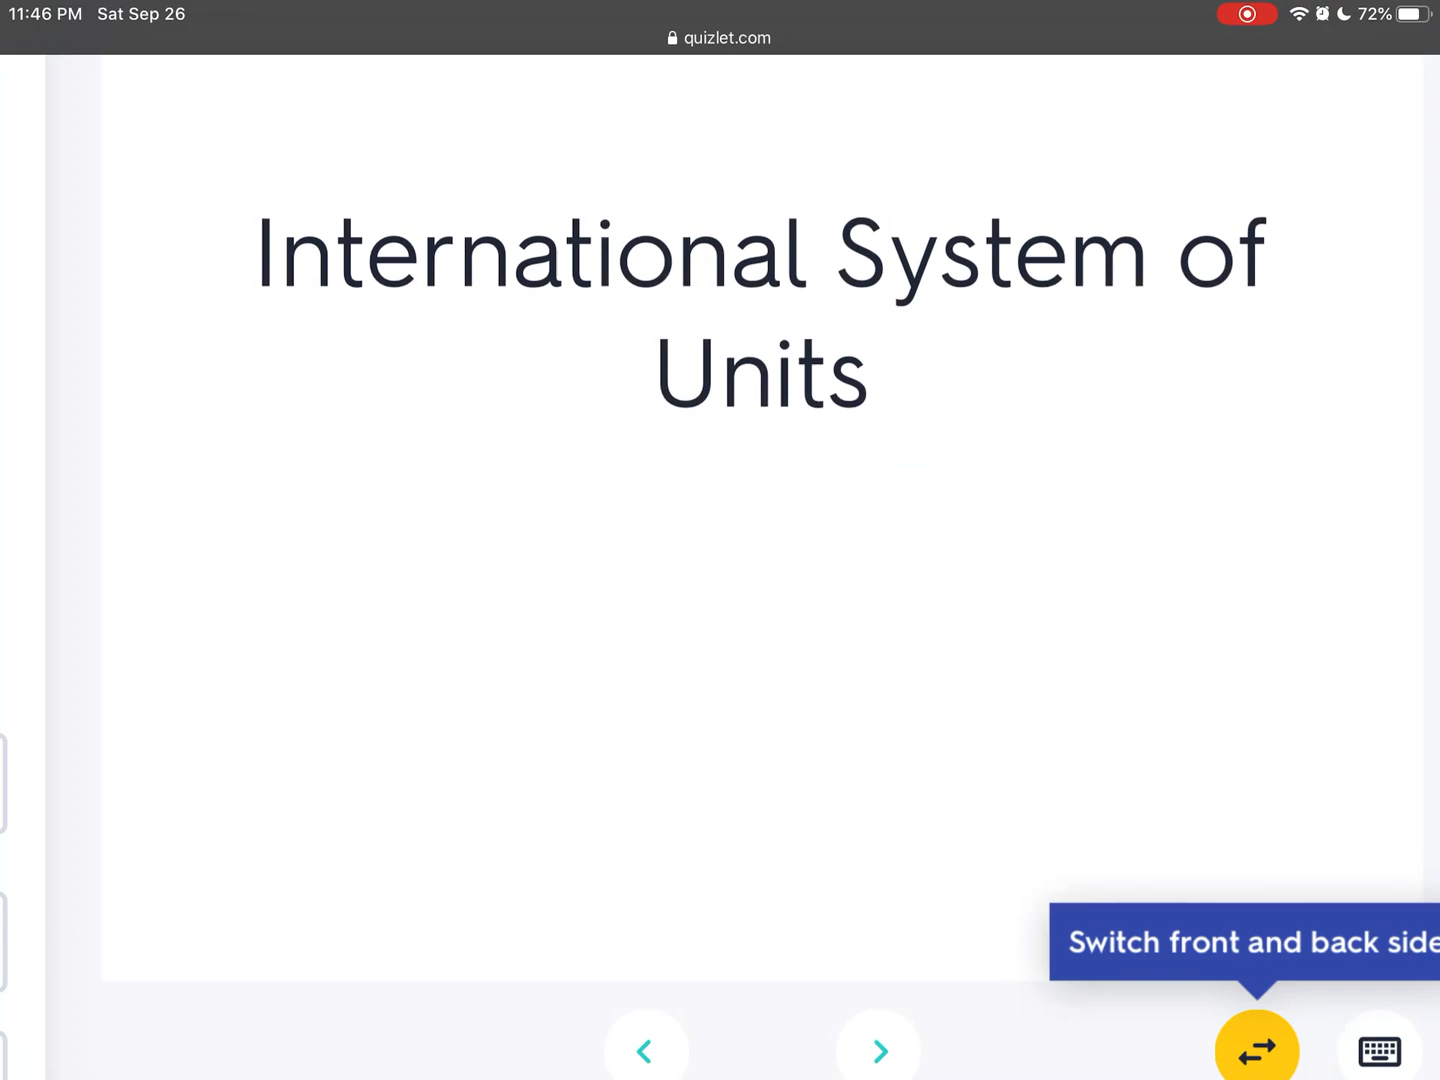 11:46 PM Sat Sep 26
72%
quizlet.com
International System of
Units
Switch front and back side